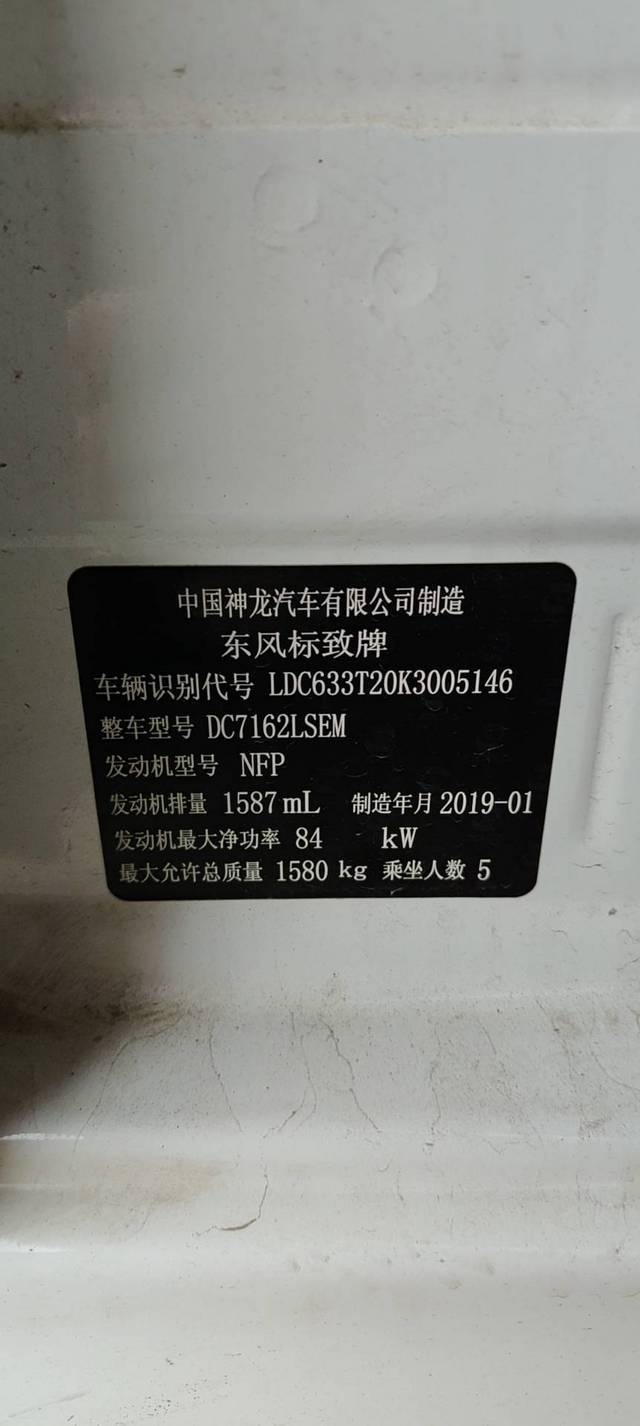 中国神龙汽车有限公司制造
东风标致牌
车辆识别代号 LDC633T20K3005146
整车型号 DC7162LSEM
发动机型号 NFP
发动机排量 1587 mL 制造年月 2019-01
发动机最大净功率 84 kW
最大允许总质量 1580 kg 乘坐人数 5